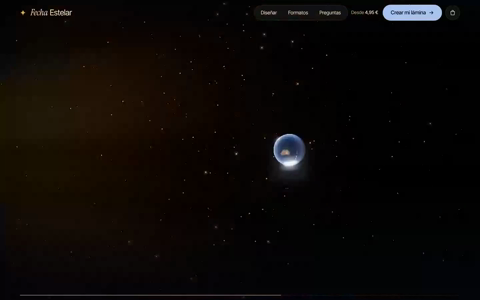 Fecha Estelar
Diseñar Formatos Preguntas Desde 4,95 € Crear mi lámina →